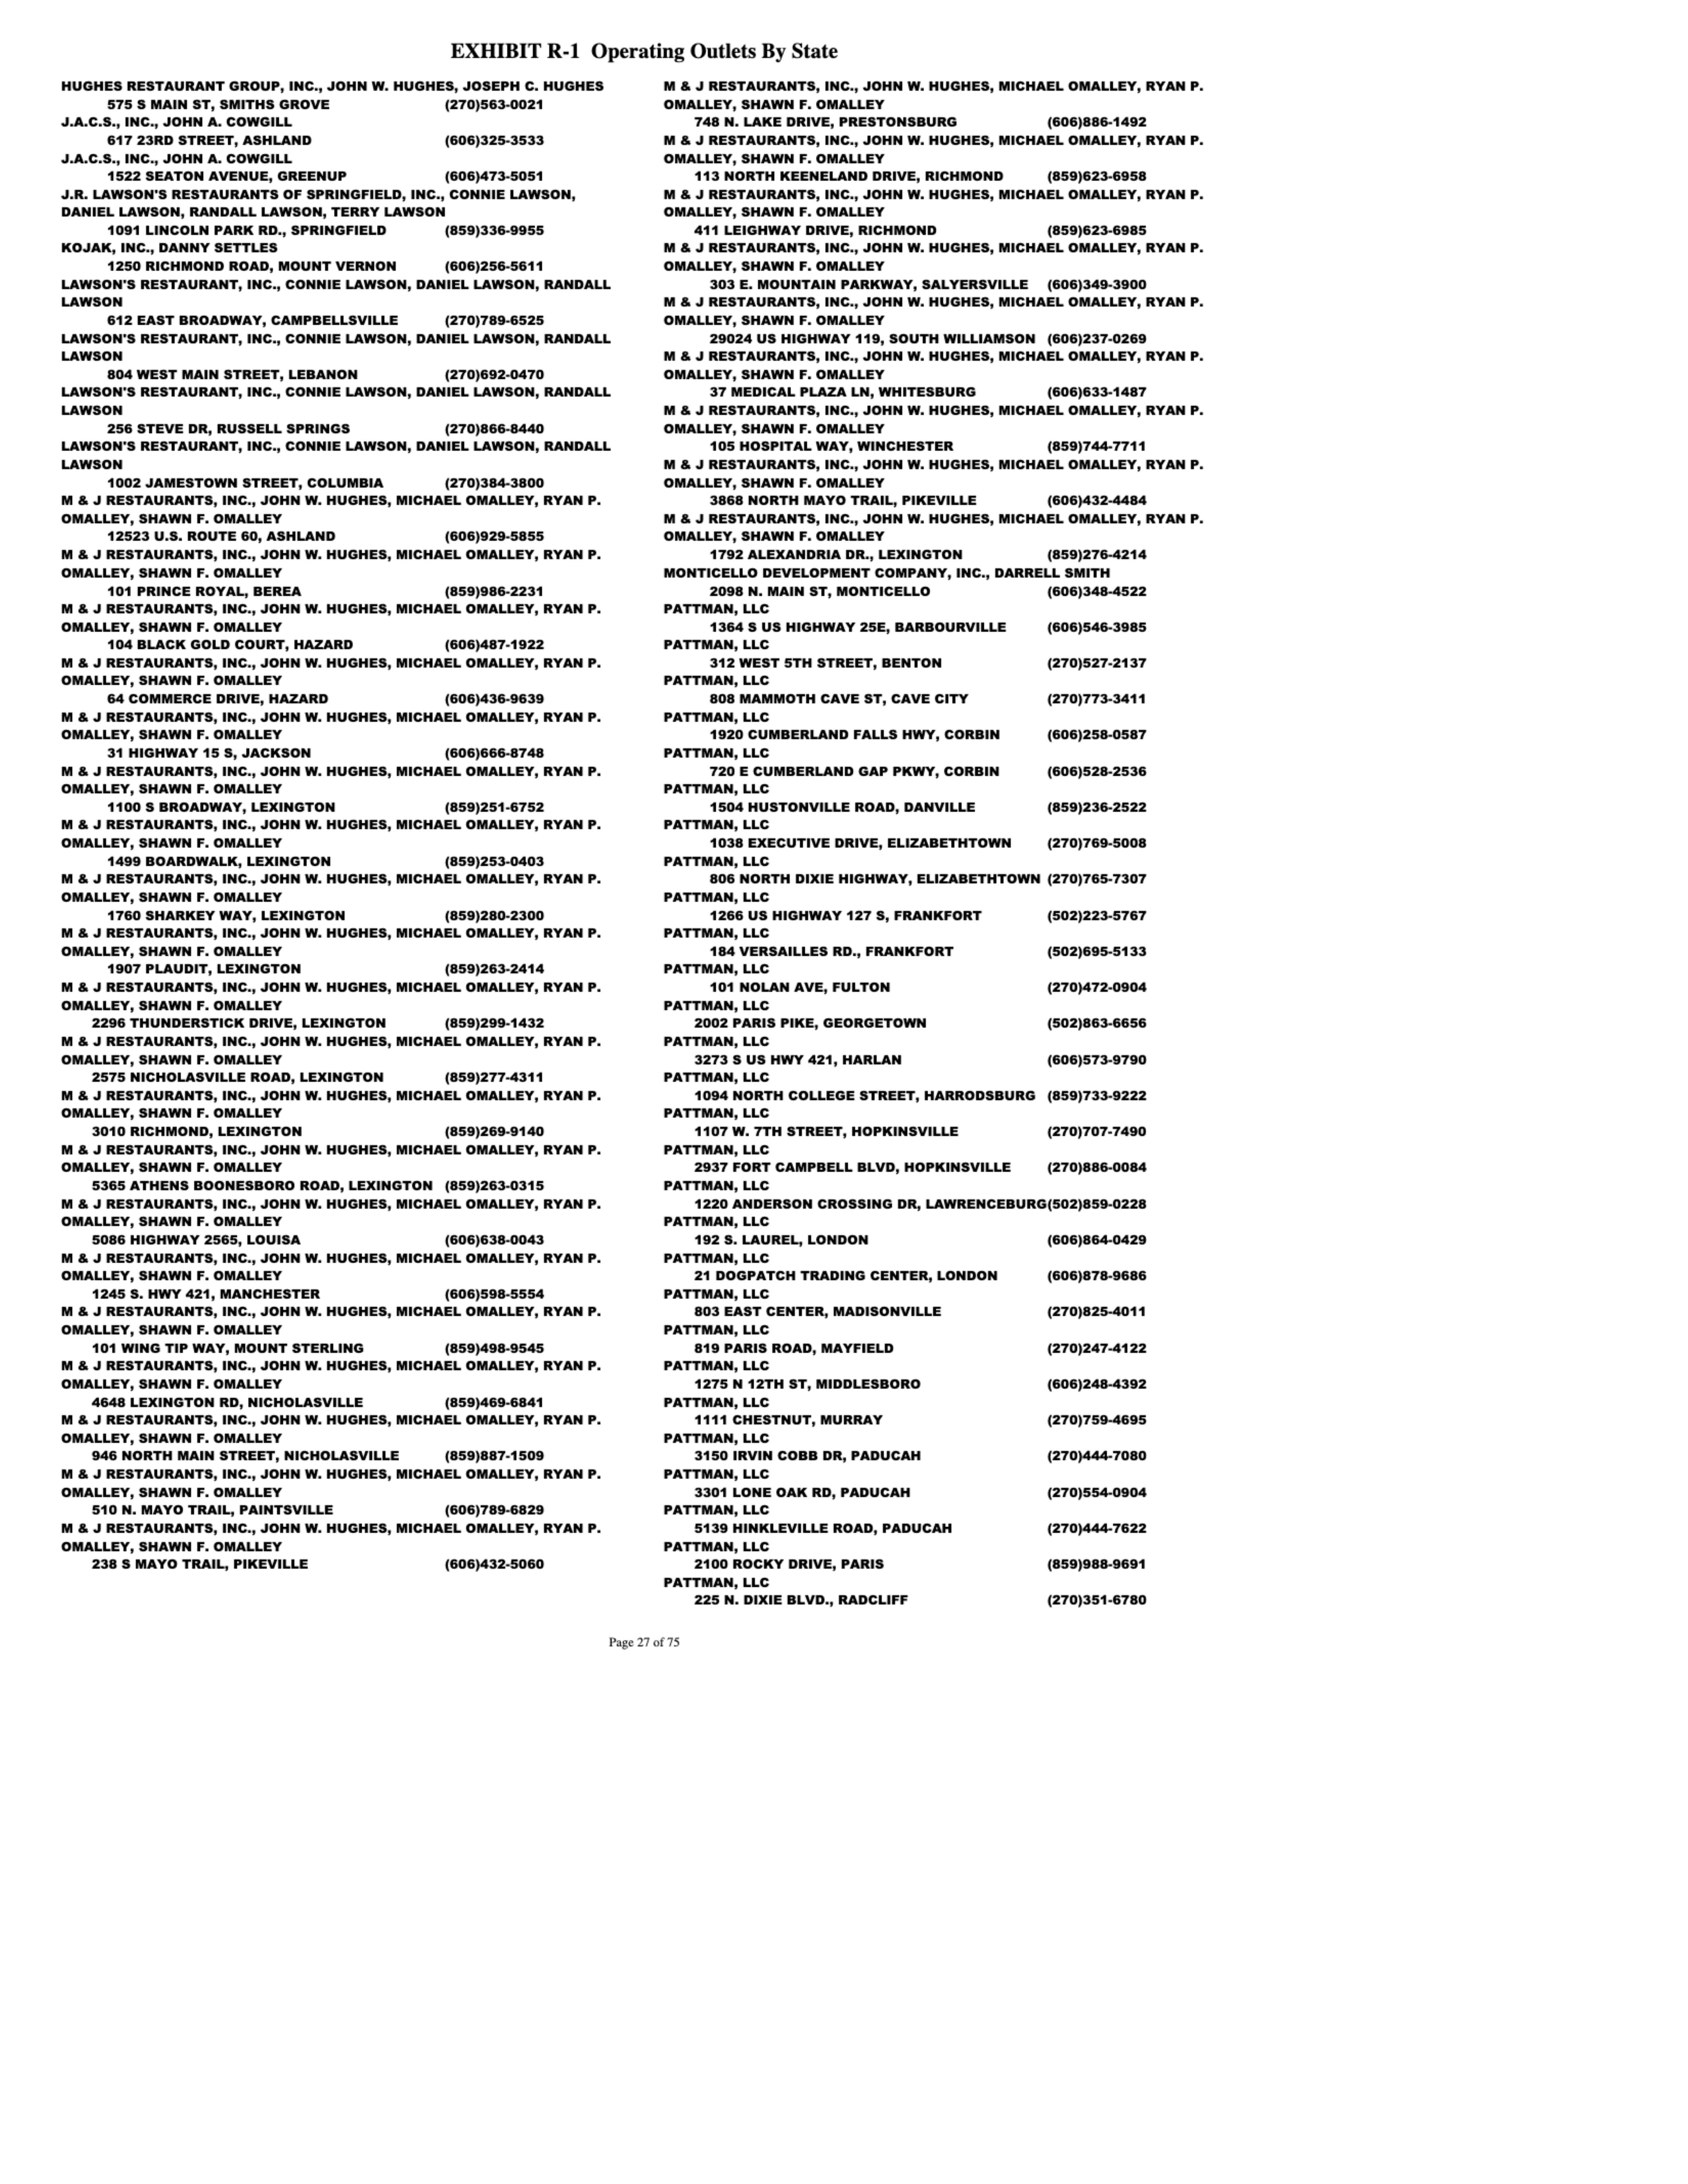 EXHIBIT R-1 Operating Outlets By State
HUGHES RESTAURANT GROUP, INC., JOHN W. HUGHES, JOSEPH C. HUGHES
575 S MAIN ST, SMITHS GROVE (270)563-0021
J.A.C.S., INC., JOHN A. COWGILL
617 23RD STREET, ASHLAND (606)325-3533
J.A.C.S., INC., JOHN A. COWGILL
1522 SEATON AVENUE, GREENUP (606)473-5051
J.R. LAWSON'S RESTAURANTS OF SPRINGFIELD, INC., CONNIE LAWSON,
DANIEL LAWSON, RANDALL LAWSON, TERRY LAWSON
1091 LINCOLN PARK RD., SPRINGFIELD (859)336-9955
KOJAK, INC., DANNY SETTLES
1250 RICHMOND ROAD, MOUNT VERNON (606)256-5611
LAWSON'S RESTAURANT, INC., CONNIE LAWSON, DANIEL LAWSON, RANDALL
LAWSON
612 EAST BROADWAY, CAMPBELLSVILLE (270)789-6525
LAWSON'S RESTAURANT, INC., CONNIE LAWSON, DANIEL LAWSON, RANDALL
LAWSON
804 WEST MAIN STREET, LEBANON (270)692-0470
LAWSON'S RESTAURANT, INC., CONNIE LAWSON, DANIEL LAWSON, RANDALL
LAWSON
256 STEVE DR, RUSSELL SPRINGS (270)866-8440
LAWSON'S RESTAURANT, INC., CONNIE LAWSON, DANIEL LAWSON, RANDALL
LAWSON
1002 JAMESTOWN STREET, COLUMBIA (270)384-3800
M & J RESTAURANTS, INC., JOHN W. HUGHES, MICHAEL OMALLEY, RYAN P.
OMALLEY, SHAWN F. OMALLEY
12523 U.S. ROUTE 60, ASHLAND (606)929-5855
M & J RESTAURANTS, INC., JOHN W. HUGHES, MICHAEL OMALLEY, RYAN P.
OMALLEY, SHAWN F. OMALLEY
101 PRINCE ROYAL, BEREA (859)986-2231
M & J RESTAURANTS, INC., JOHN W. HUGHES, MICHAEL OMALLEY, RYAN P.
OMALLEY, SHAWN F. OMALLEY
104 BLACK GOLD COURT, HAZARD (606)487-1922
M & J RESTAURANTS, INC., JOHN W. HUGHES, MICHAEL OMALLEY, RYAN P.
OMALLEY, SHAWN F. OMALLEY
64 COMMERCE DRIVE, HAZARD (606)436-9639
M & J RESTAURANTS, INC., JOHN W. HUGHES, MICHAEL OMALLEY, RYAN P.
OMALLEY, SHAWN F. OMALLEY
31 HIGHWAY 15 S, JACKSON (606)666-8748
M & J RESTAURANTS, INC., JOHN W. HUGHES, MICHAEL OMALLEY, RYAN P.
OMALLEY, SHAWN F. OMALLEY
1100 S BROADWAY, LEXINGTON (859)251-6752
M & J RESTAURANTS, INC., JOHN W. HUGHES, MICHAEL OMALLEY, RYAN P.
OMALLEY, SHAWN F. OMALLEY
1499 BOARDWALK, LEXINGTON (859)253-0403
M & J RESTAURANTS, INC., JOHN W. HUGHES, MICHAEL OMALLEY, RYAN P.
OMALLEY, SHAWN F. OMALLEY
1760 SHARKEY WAY, LEXINGTON (859)280-2300
M & J RESTAURANTS, INC., JOHN W. HUGHES, MICHAEL OMALLEY, RYAN P.
OMALLEY, SHAWN F. OMALLEY
1907 PLAUDIT, LEXINGTON (859)263-2414
M & J RESTAURANTS, INC., JOHN W. HUGHES, MICHAEL OMALLEY, RYAN P.
OMALLEY, SHAWN F. OMALLEY
2296 THUNDERSTICK DRIVE, LEXINGTON (859)299-1432
M & J RESTAURANTS, INC., JOHN W. HUGHES, MICHAEL OMALLEY, RYAN P.
OMALLEY, SHAWN F. OMALLEY
2575 NICHOLASVILLE ROAD, LEXINGTON (859)277-4311
M & J RESTAURANTS, INC., JOHN W. HUGHES, MICHAEL OMALLEY, RYAN P.
OMALLEY, SHAWN F. OMALLEY
3010 RICHMOND, LEXINGTON (859)269-9140
M & J RESTAURANTS, INC., JOHN W. HUGHES, MICHAEL OMALLEY, RYAN P.
OMALLEY, SHAWN F. OMALLEY
5365 ATHENS BOONESBORO ROAD, LEXINGTON (859)263-0315
M & J RESTAURANTS, INC., JOHN W. HUGHES, MICHAEL OMALLEY, RYAN P.
OMALLEY, SHAWN F. OMALLEY
5086 HIGHWAY 2565, LOUISA (606)638-0043
M & J RESTAURANTS, INC., JOHN W. HUGHES, MICHAEL OMALLEY, RYAN P.
OMALLEY, SHAWN F. OMALLEY
1245 S. HWY 421, MANCHESTER (606)598-5554
M & J RESTAURANTS, INC., JOHN W. HUGHES, MICHAEL OMALLEY, RYAN P.
OMALLEY, SHAWN F. OMALLEY
101 WING TIP WAY, MOUNT STERLING (859)498-9545
M & J RESTAURANTS, INC., JOHN W. HUGHES, MICHAEL OMALLEY, RYAN P.
OMALLEY, SHAWN F. OMALLEY
4648 LEXINGTON RD, NICHOLASVILLE (859)469-6841
M & J RESTAURANTS, INC., JOHN W. HUGHES, MICHAEL OMALLEY, RYAN P.
OMALLEY, SHAWN F. OMALLEY
946 NORTH MAIN STREET, NICHOLASVILLE (859)887-1509
M & J RESTAURANTS, INC., JOHN W. HUGHES, MICHAEL OMALLEY, RYAN P.
OMALLEY, SHAWN F. OMALLEY
510 N. MAYO TRAIL, PAINTSVILLE (606)789-6829
M & J RESTAURANTS, INC., JOHN W. HUGHES, MICHAEL OMALLEY, RYAN P.
OMALLEY, SHAWN F. OMALLEY
238 S MAYO TRAIL, PIKEVILLE (606)432-5060
M & J RESTAURANTS, INC., JOHN W. HUGHES, MICHAEL OMALLEY, RYAN P.
OMALLEY, SHAWN F. OMALLEY
748 N. LAKE DRIVE, PRESTONSBURG (606)886-1492
M & J RESTAURANTS, INC., JOHN W. HUGHES, MICHAEL OMALLEY, RYAN P.
OMALLEY, SHAWN F. OMALLEY
113 NORTH KEENELAND DRIVE, RICHMOND (859)623-6958
M & J RESTAURANTS, INC., JOHN W. HUGHES, MICHAEL OMALLEY, RYAN P.
OMALLEY, SHAWN F. OMALLEY
411 LEIGHWAY DRIVE, RICHMOND (859)623-6985
M & J RESTAURANTS, INC., JOHN W. HUGHES, MICHAEL OMALLEY, RYAN P.
OMALLEY, SHAWN F. OMALLEY
303 E. MOUNTAIN PARKWAY, SALYERSVILLE (606)349-3900
M & J RESTAURANTS, INC., JOHN W. HUGHES, MICHAEL OMALLEY, RYAN P.
OMALLEY, SHAWN F. OMALLEY
29024 US HIGHWAY 119, SOUTH WILLIAMSON (606)237-0269
M & J RESTAURANTS, INC., JOHN W. HUGHES, MICHAEL OMALLEY, RYAN P.
OMALLEY, SHAWN F. OMALLEY
37 MEDICAL PLAZA LN, WHITESBURG (606)633-1487
M & J RESTAURANTS, INC., JOHN W. HUGHES, MICHAEL OMALLEY, RYAN P.
OMALLEY, SHAWN F. OMALLEY
105 HOSPITAL WAY, WINCHESTER (859)744-7711
M & J RESTAURANTS, INC., JOHN W. HUGHES, MICHAEL OMALLEY, RYAN P.
OMALLEY, SHAWN F. OMALLEY
3868 NORTH MAYO TRAIL, PIKEVILLE (606)432-4484
M & J RESTAURANTS, INC., JOHN W. HUGHES, MICHAEL OMALLEY, RYAN P.
OMALLEY, SHAWN F. OMALLEY
1792 ALEXANDRIA DR., LEXINGTON (859)276-4214
MONTICELLO DEVELOPMENT COMPANY, INC., DARRELL SMITH
2098 N. MAIN ST, MONTICELLO (606)348-4522
PATTMAN, LLC
1364 S US HIGHWAY 25E, BARBOURVILLE (606)546-3985
PATTMAN, LLC
312 WEST 5TH STREET, BENTON (270)527-2137
PATTMAN, LLC
808 MAMMOTH CAVE ST, CAVE CITY (270)773-3411
PATTMAN, LLC
1920 CUMBERLAND FALLS HWY, CORBIN (606)258-0587
PATTMAN, LLC
720 E CUMBERLAND GAP PKWY, CORBIN (606)528-2536
PATTMAN, LLC
1504 HUSTONVILLE ROAD, DANVILLE (859)236-2522
PATTMAN, LLC
1038 EXECUTIVE DRIVE, ELIZABETHTOWN (270)769-5008
PATTMAN, LLC
806 NORTH DIXIE HIGHWAY, ELIZABETHTOWN (270)765-7307
PATTMAN, LLC
1266 US HIGHWAY 127 S, FRANKFORT (502)223-5767
PATTMAN, LLC
184 VERSAILLES RD., FRANKFORT (502)695-5133
PATTMAN, LLC
101 NOLAN AVE, FULTON (270)472-0904
PATTMAN, LLC
2002 PARIS PIKE, GEORGETOWN (502)863-6656
PATTMAN, LLC
3273 S US HWY 421, HARLAN (606)573-9790
PATTMAN, LLC
1094 NORTH COLLEGE STREET, HARRODSBURG (859)733-9222
PATTMAN, LLC
1107 W. 7TH STREET, HOPKINSVILLE (270)707-7490
PATTMAN, LLC
2937 FORT CAMPBELL BLVD, HOPKINSVILLE (270)886-0084
PATTMAN, LLC
1220 ANDERSON CROSSING DR, LAWRENCEBURG(502)859-0228
PATTMAN, LLC
192 S. LAUREL, LONDON (606)864-0429
PATTMAN, LLC
21 DOGPATCH TRADING CENTER, LONDON (606)878-9686
PATTMAN, LLC
803 EAST CENTER, MADISONVILLE (270)825-4011
PATTMAN, LLC
819 PARIS ROAD, MAYFIELD (270)247-4122
PATTMAN, LLC
1275 N 12TH ST, MIDDLESBORO (606)248-4392
PATTMAN, LLC
1111 CHESTNUT, MURRAY (270)759-4695
PATTMAN, LLC
3150 IRVIN COBB DR, PADUCAH (270)444-7080
PATTMAN, LLC
3301 LONE OAK RD, PADUCAH (270)554-0904
PATTMAN, LLC
5139 HINKLEVILLE ROAD, PADUCAH (270)444-7622
PATTMAN, LLC
2100 ROCKY DRIVE, PARIS (859)988-9691
PATTMAN, LLC
225 N. DIXIE BLVD., RADCLIFF (270)351-6780
Page 27 of 75